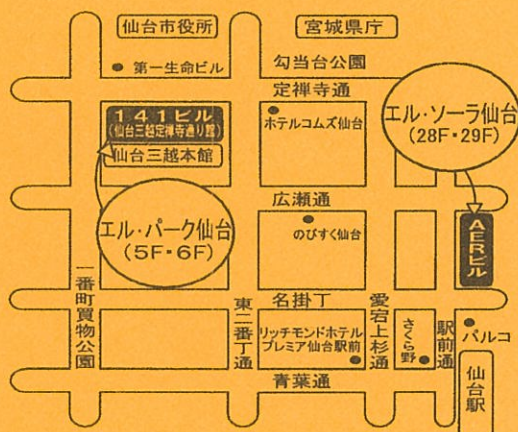 仙台市役所
宮城県庁
第一生命ビル
勾当台公園
定禅寺通
141ビル
(仙台三越定禅寺通り館)
仙台三越本館
ホテルコムズ仙台
エル・ソーラ仙台
(28F・29F)
広瀬通
のびすく仙台
エル・パーク仙台
(5F・6F)
AERビル
一番町買物公園
東二番丁通
名掛丁
愛宕上杉通
さくら野
駅前通
パルコ
リッチモンドホテル
プレミア仙台駅前
青葉通
仙台駅